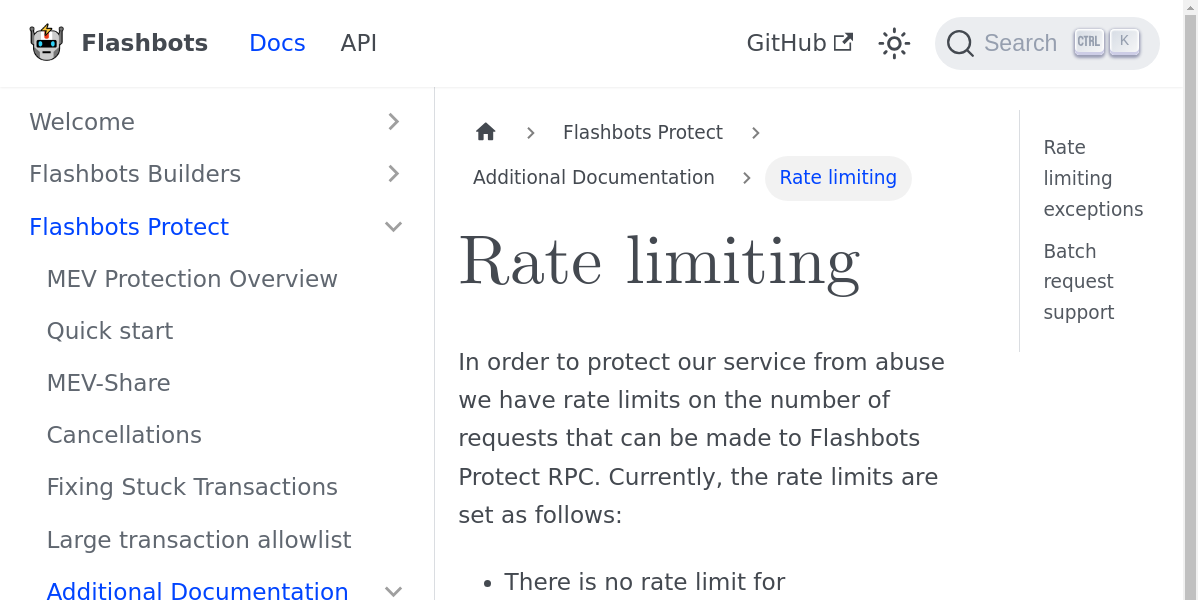 Flashbots
Docs
API
GitHub
Search
CTRL
K
Welcome
Flashbots Builders
Flashbots Protect
MEV Protection Overview
Quick start
MEV-Share
Cancellations
Fixing Stuck Transactions
Large transaction allowlist
Additional Documentation
Flashbots Protect
Additional Documentation
Rate limiting
Rate limiting
In order to protect our service from abuse
we have rate limits on the number of
requests that can be made to Flashbots
Protect RPC. Currently, the rate limits are
set as follows:
• There is no rate limit for
Rate
limiting
exceptions
Batch
request
support